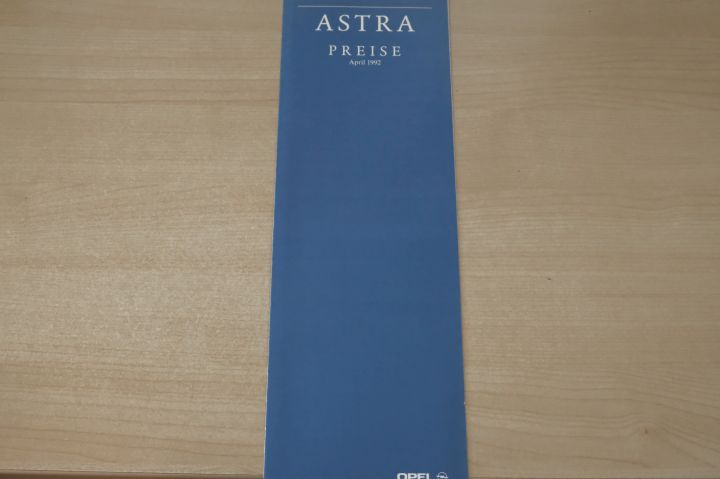 ASTRA
PREISE
April 1992
OPEL